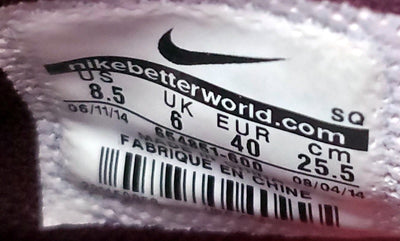 nikebetterworld.com
SQ
US UK EUR cm
8.5 6 40 25.5
06/11/14 08/04/14
654851-600
FABRIQUE EN CHINE